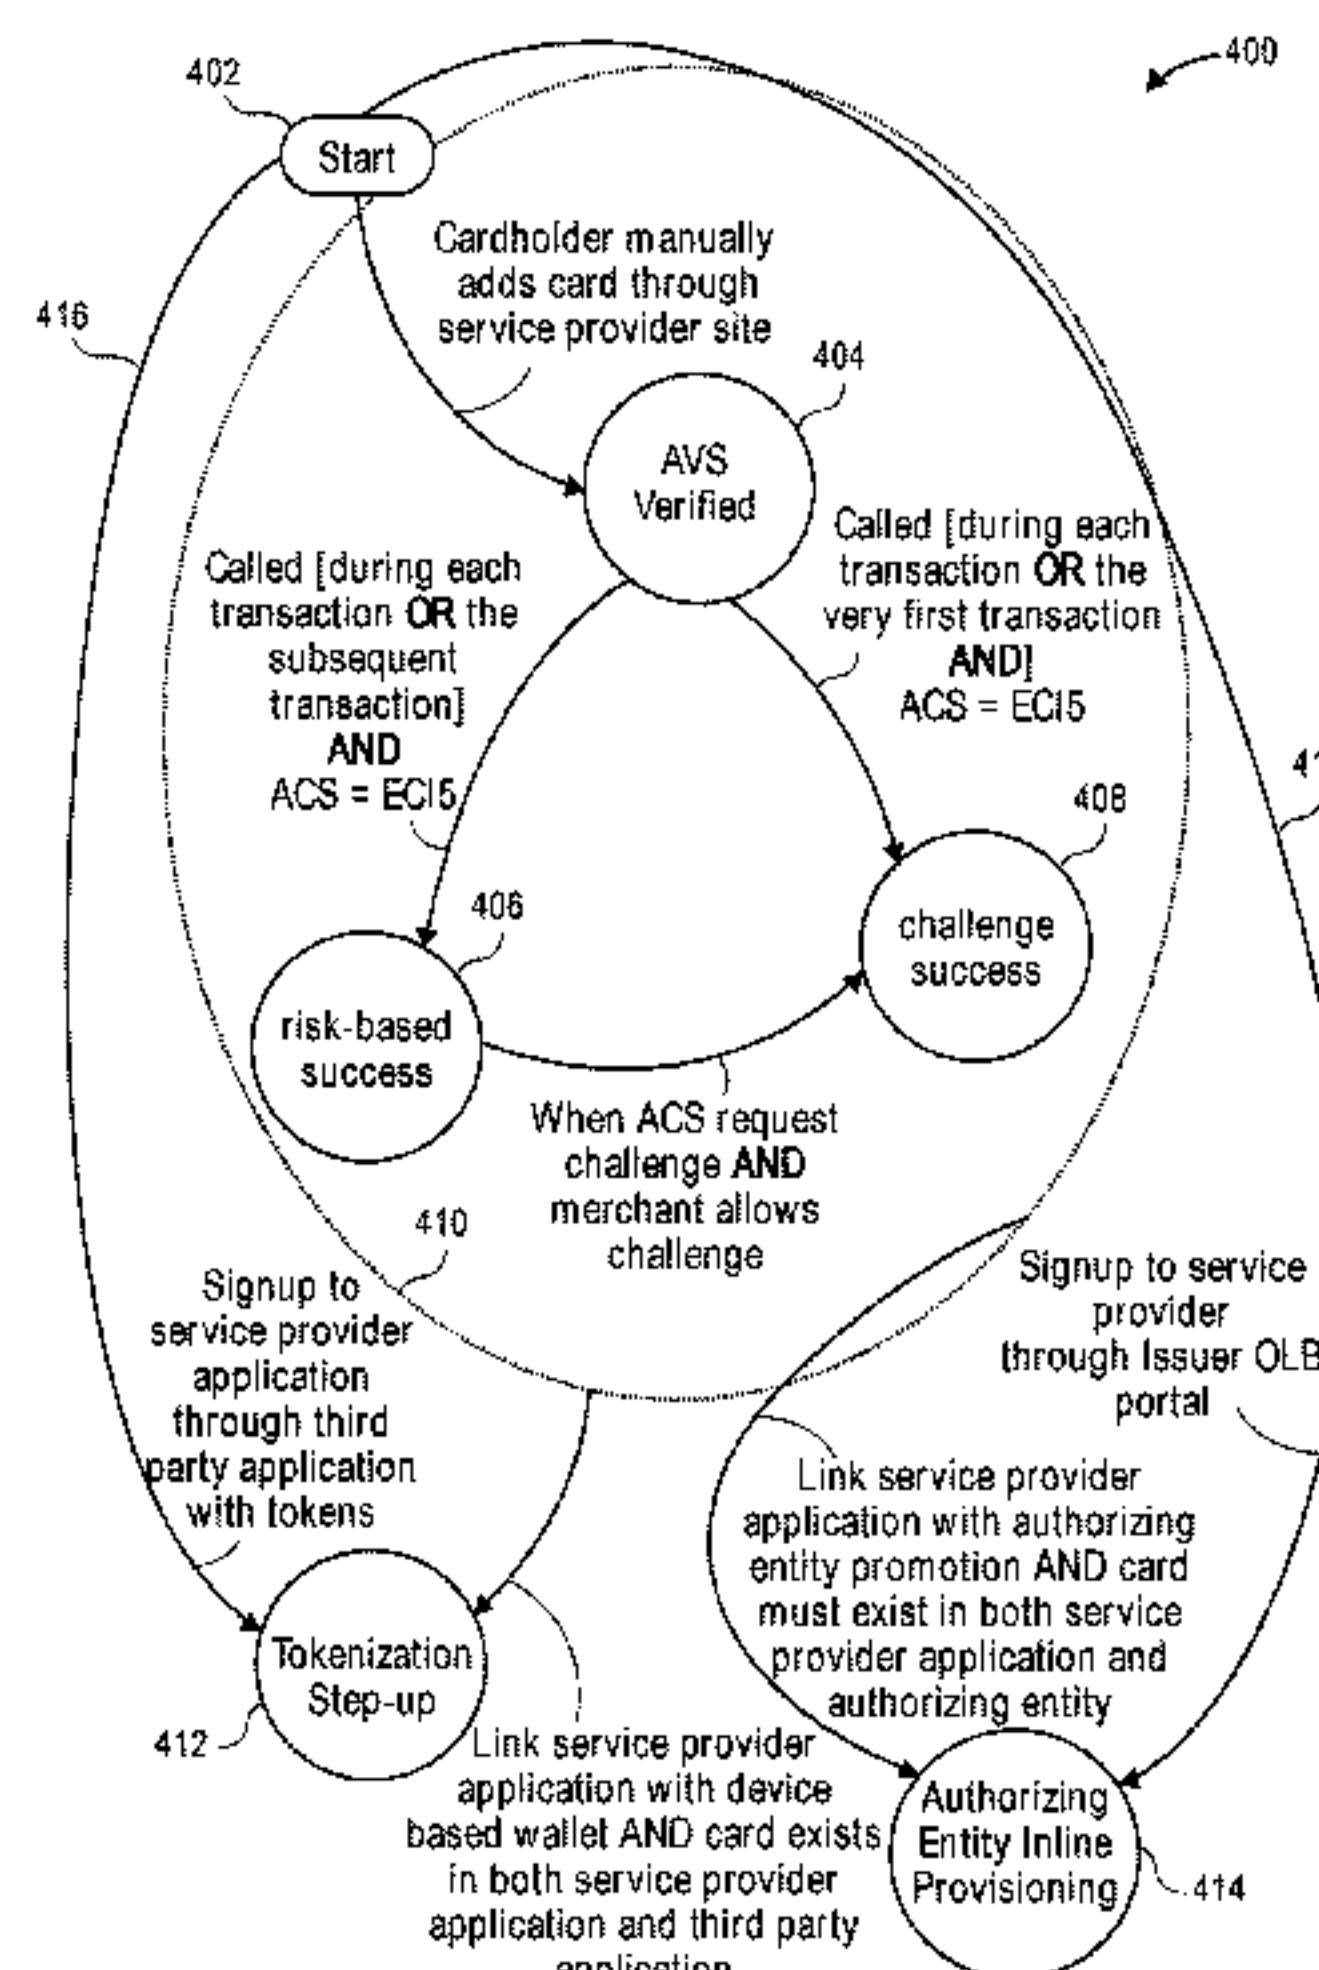 400
402
Start
Cardholder manually
adds card through
service provider site
416
404
AVS
Verified
Called [during each
transaction OR the
very first transaction
AND]
ACS = ECI5
Called [during each
transaction OR the
subsequent
transaction]
AND
ACS = ECI5
408
406
challenge
success
risk-based
success
When ACS request
challenge AND
merchant allows
challenge
410
Signup to
service provider
application
through third
party application
with tokens
Signup to service
provider
through Issuer OLB
portal
Link service provider
application with authorizing
entity promotion AND card
must exist in both service
provider application and
authorizing entity
Tokenization
Step-up
412
Link service provider
application with device
based wallet AND card exists
in both service provider
application and third party
application
Authorizing
Entity Inline
Provisioning
414